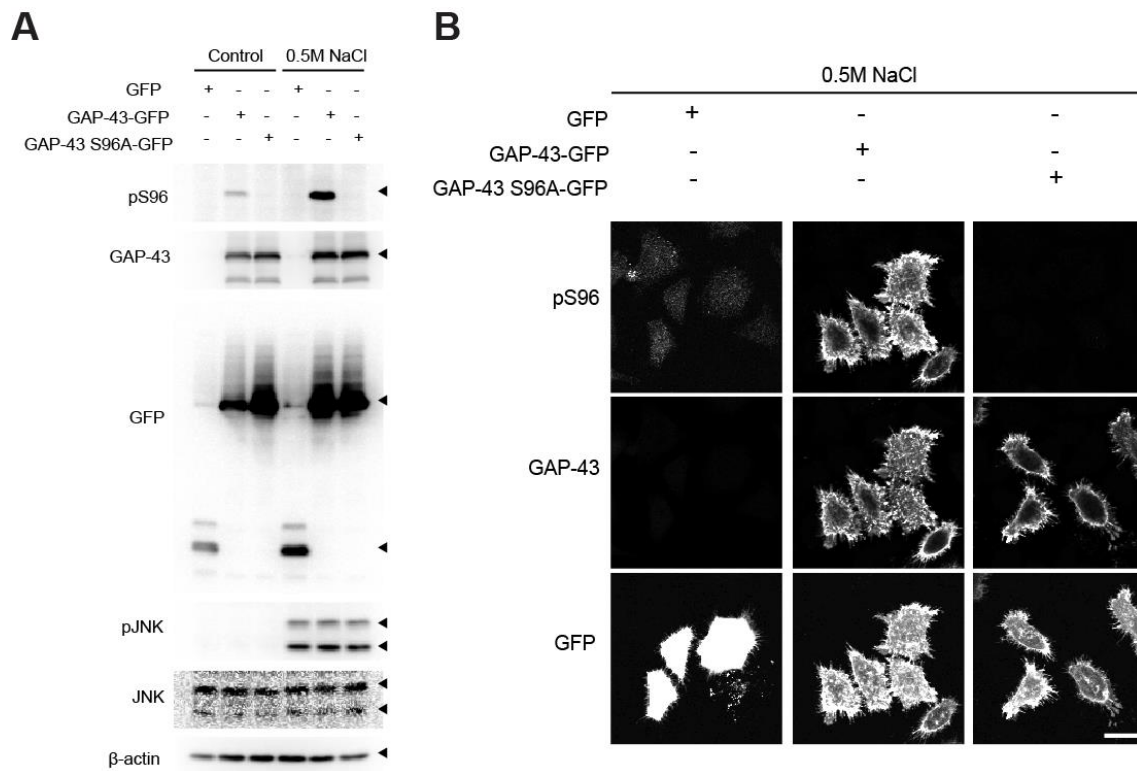 A
Control 0.5M NaCl
GFP + - - + - -
GAP-43-GFP - + - - + -
GAP-43 S96A-GFP - - + - - +
pS96
GAP-43
GFP
pJNK
JNK
β-actin
B
0.5M NaCl
GFP + - -
GAP-43-GFP - + -
GAP-43 S96A-GFP - - +
pS96
GAP-43
GFP